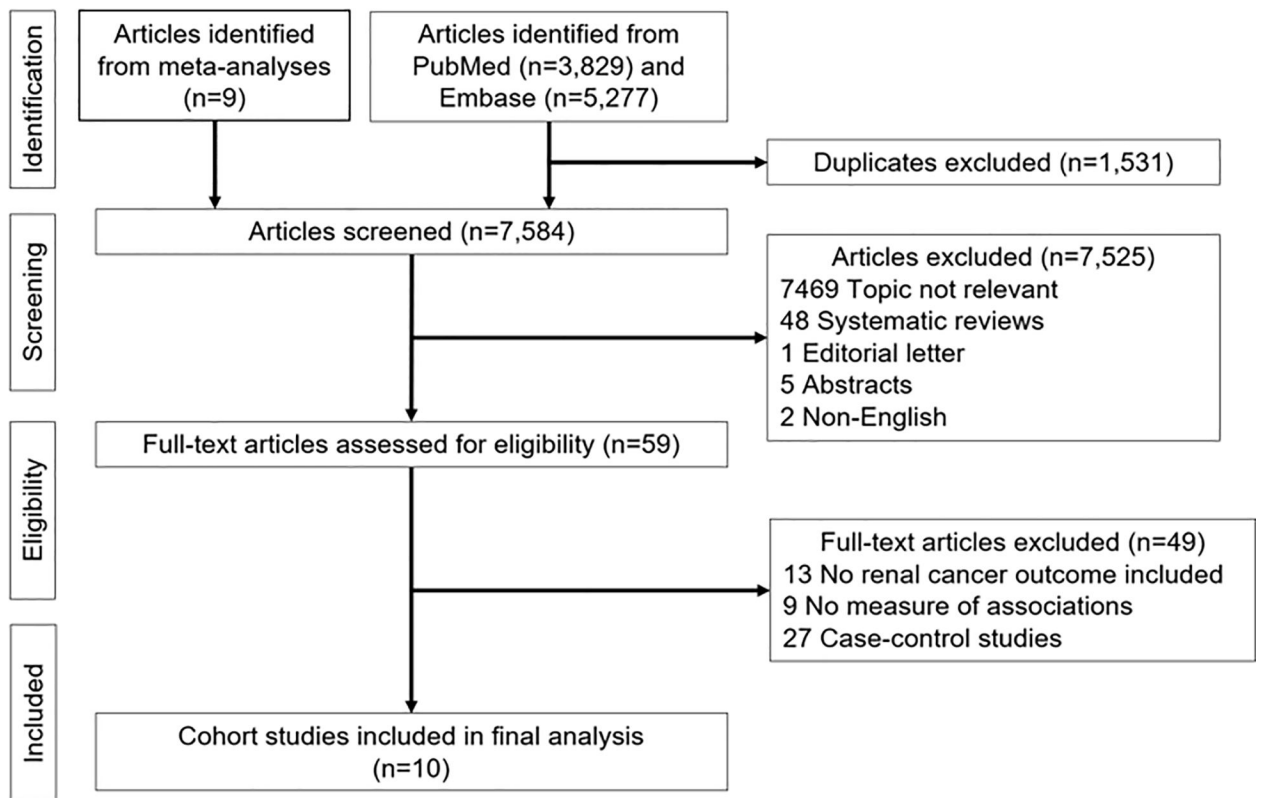 Identification
Articles identified
from meta-analyses
(n=9)
Articles identified from
PubMed (n=3,829) and
Embase (n=5,277)
Duplicates excluded (n=1,531)
Screening
Articles screened (n=7,584)
Articles excluded (n=7,525)
7469 Topic not relevant
48 Systematic reviews
1 Editorial letter
5 Abstracts
2 Non-English
Eligibility
Full-text articles assessed for eligibility (n=59)
Full-text articles excluded (n=49)
13 No renal cancer outcome included
9 No measure of associations
27 Case-control studies
Included
Cohort studies included in final analysis
(n=10)